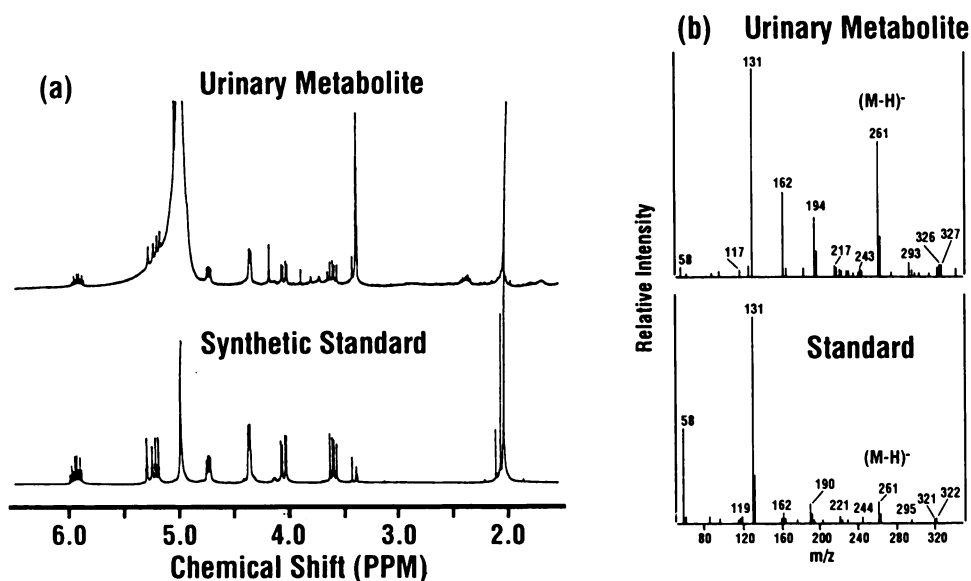 (a)
Urinary Metabolite
Synthetic Standard
6.0 5.0 4.0 3.0 2.0
Chemical Shift (PPM)
(b) Urinary Metabolite
131
(M-H)-
261
162
194
58 117 217 243 293 326 327
Relative Intensity
131
Standard
58
(M-H)-
190
261
119 162 221 244 295 321 322
80 120 160 200 240 280 320
m/z